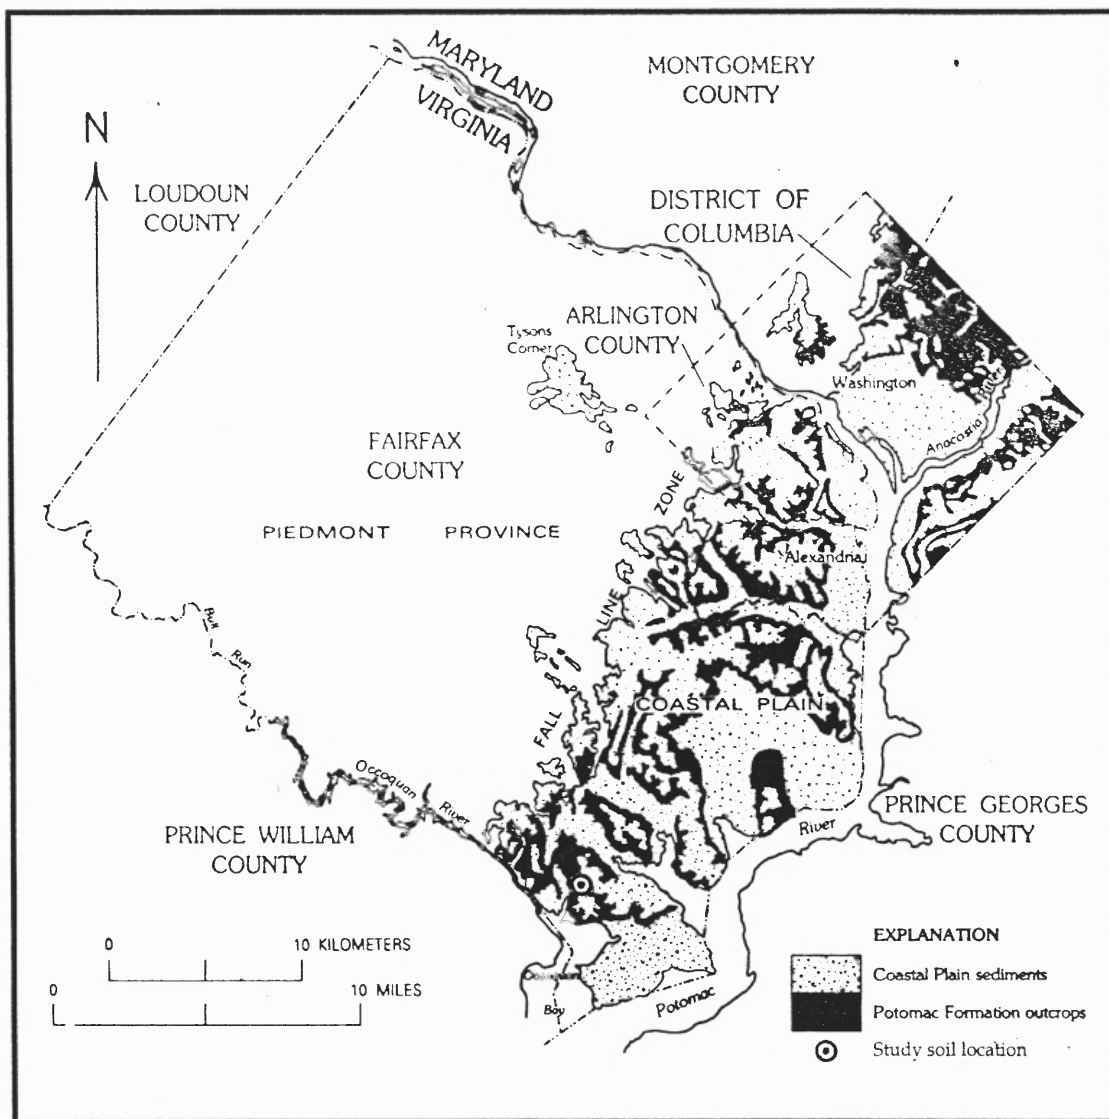 MARYLAND
VIRGINIA
MONTGOMERY
COUNTY
N
LOUDOUN
COUNTY
DISTRICT OF
COLUMBIA
ARLINGTON
COUNTY
Tysons
Corner
Washington
River
Anacostia
FAIRFAX
COUNTY
PIEDMONT PROVINCE
FALL LINE ZONE
Alexandria
Bull Run
COASTAL PLAIN
Occoquan River
PRINCE WILLIAM
COUNTY
PRINCE GEORGES
COUNTY
River
0 10 KILOMETERS
0 10 MILES
Bay
Potomac
EXPLANATION
Coastal Plain sediments
Potomac Formation outcrops
Study soil location